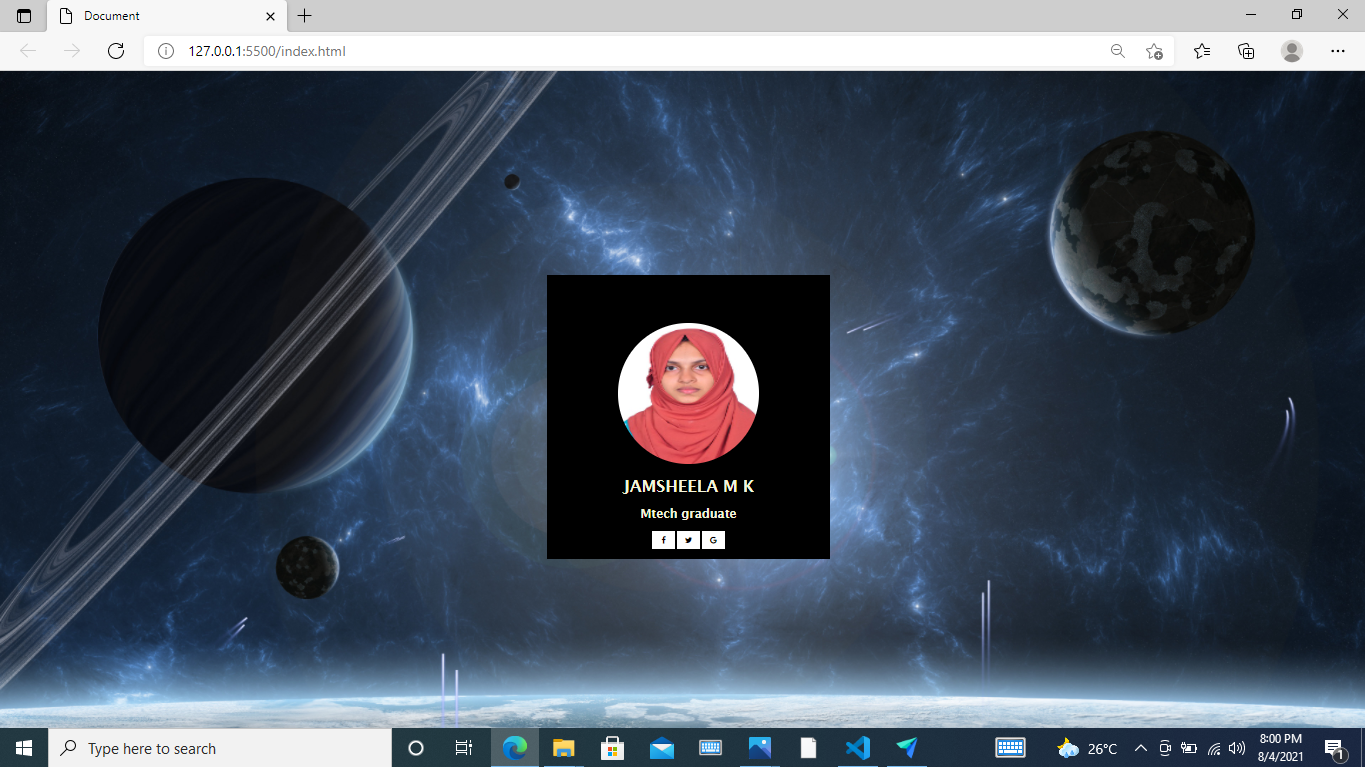 Document
127.0.0.1:5500/index.html
JAMSHEELA M K
Mtech graduate
f G
Type here to search
26°C
8:00 PM
8/4/2021
1